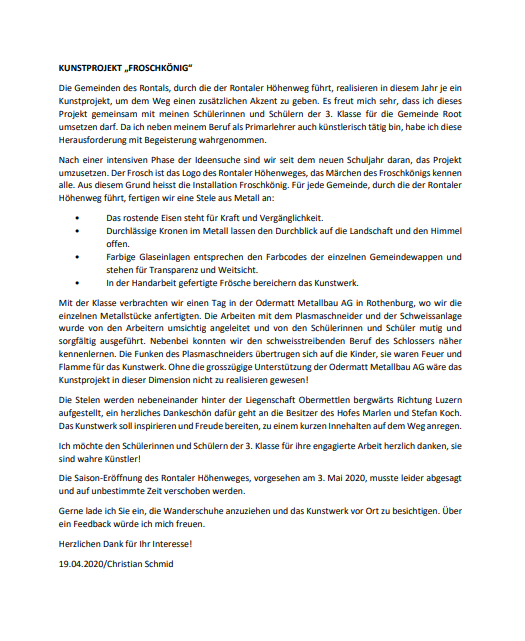 KUNSTPROJEKT „FROSCHKÖNIG“
Die Gemeinden des Rontals, durch die der Rontaler Höhenweg führt, realisieren in diesem Jahr je ein
Kunstprojekt, um dem Weg einen zusätzlichen Akzent zu geben. Es freut mich sehr, dass ich dieses
Projekt gemeinsam mit meinen Schülerinnen und Schülern der 3. Klasse für die Gemeinde Root
umsetzen darf. Da ich neben meinem Beruf als Primarlehrer auch künstlerisch tätig bin, habe ich diese
Herausforderung mit Begeisterung wahrgenommen.
Nach einer intensiven Phase der Ideensuche sind wir seit dem neuen Schuljahr daran, das Projekt
umzusetzen. Der Frosch ist das Logo des Rontaler Höhenweges, das Märchen des Froschkönigs kennen
alle. Aus diesem Grund heisst die Installation Froschkönig. Für jede Gemeinde, durch die der Rontaler
Höhenweg führt, fertigen wir eine Stele aus Metall an:
• Das rostende Eisen steht für Kraft und Vergänglichkeit.
• Durchlässige Kronen im Metall lassen den Durchblick auf die Landschaft und den Himmel
offen.
• Farbige Glaseinlagen entsprechen den Farbcodes der einzelnen Gemeindewappen und
stehen für Transparenz und Weitsicht.
• In der Handarbeit gefertigte Frösche bereichern das Kunstwerk.
Mit der Klasse verbrachten wir einen Tag in der Odermatt Metallbau AG in Rothenburg, wo wir die
einzelnen Metallstücke anfertigten. Die Arbeiten mit dem Plasmaschneider und der Schweissanlage
wurde von den Arbeitern umsichtig angeleitet und von den Schülerinnen und Schüler mutig und
sorgfältig ausgeführt. Nebenbei konnten wir den schweisstreibenden Beruf des Schlossers näher
kennenlernen. Die Funken des Plasmaschneiders übertrugen sich auf die Kinder, sie waren Feuer und
Flamme für das Kunstwerk. Ohne die grosszügige Unterstützung der Odermatt Metallbau AG wäre das
Kunstprojekt in dieser Dimension nicht zu realisieren gewesen!
Die Stelen werden nebeneinander hinter der Liegenschaft Obermettlen bergwärts Richtung Luzern
aufgestellt, ein herzliches Dankeschön dafür geht an die Besitzer des Hofes Marlen und Stefan Koch.
Das Kunstwerk soll inspirieren und Freude bereiten, zu einem kurzen Innehalten auf dem Weg anregen.
Ich möchte den Schülerinnen und Schülern der 3. Klasse für ihre engagierte Arbeit herzlich danken, sie
sind wahre Künstler!
Die Saison-Eröffnung des Rontaler Höhenweges, vorgesehen am 3. Mai 2020, musste leider abgesagt
und auf unbestimmte Zeit verschoben werden.
Gerne lade ich Sie ein, die Wanderschuhe anzuziehen und das Kunstwerk vor Ort zu besichtigen. Über
ein Feedback würde ich mich freuen.
Herzlichen Dank für Ihr Interesse!
19.04.2020/Christian Schmid